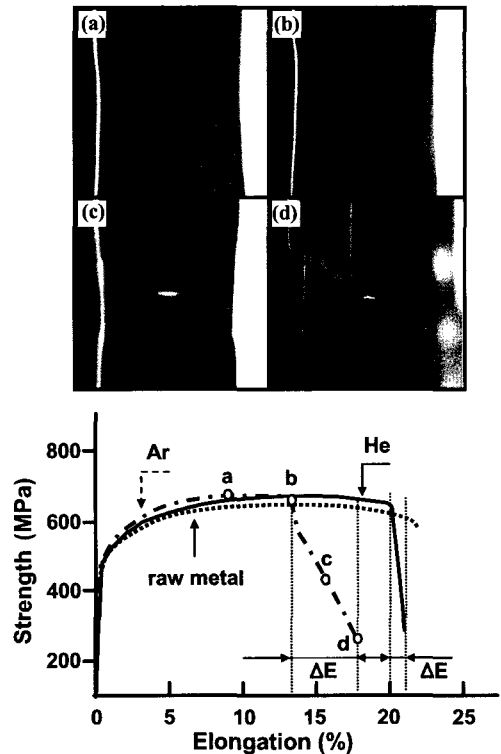 (a) (b)
(c) (d)
800
600
400
200
Strength (MPa)
Ar
a
b
He
raw metal
c
d
ΔE ΔE
0 5 10 15 20 25
Elongation (%)